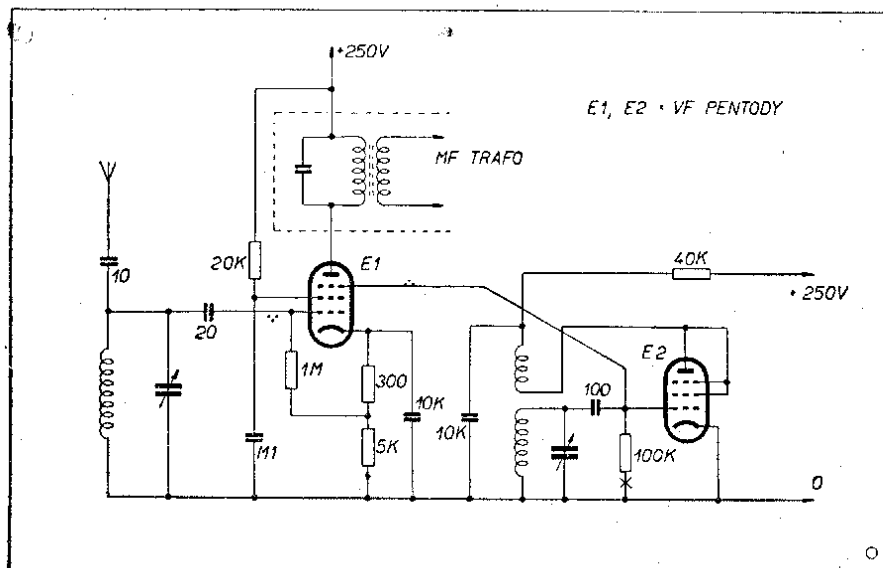 +250V
E1, E2 = VF PENTODY
MF TRAFO
10
20K
E1
40K
+250V
20
1M
300
10K
10K
E2
100
M1
5K
100K
0